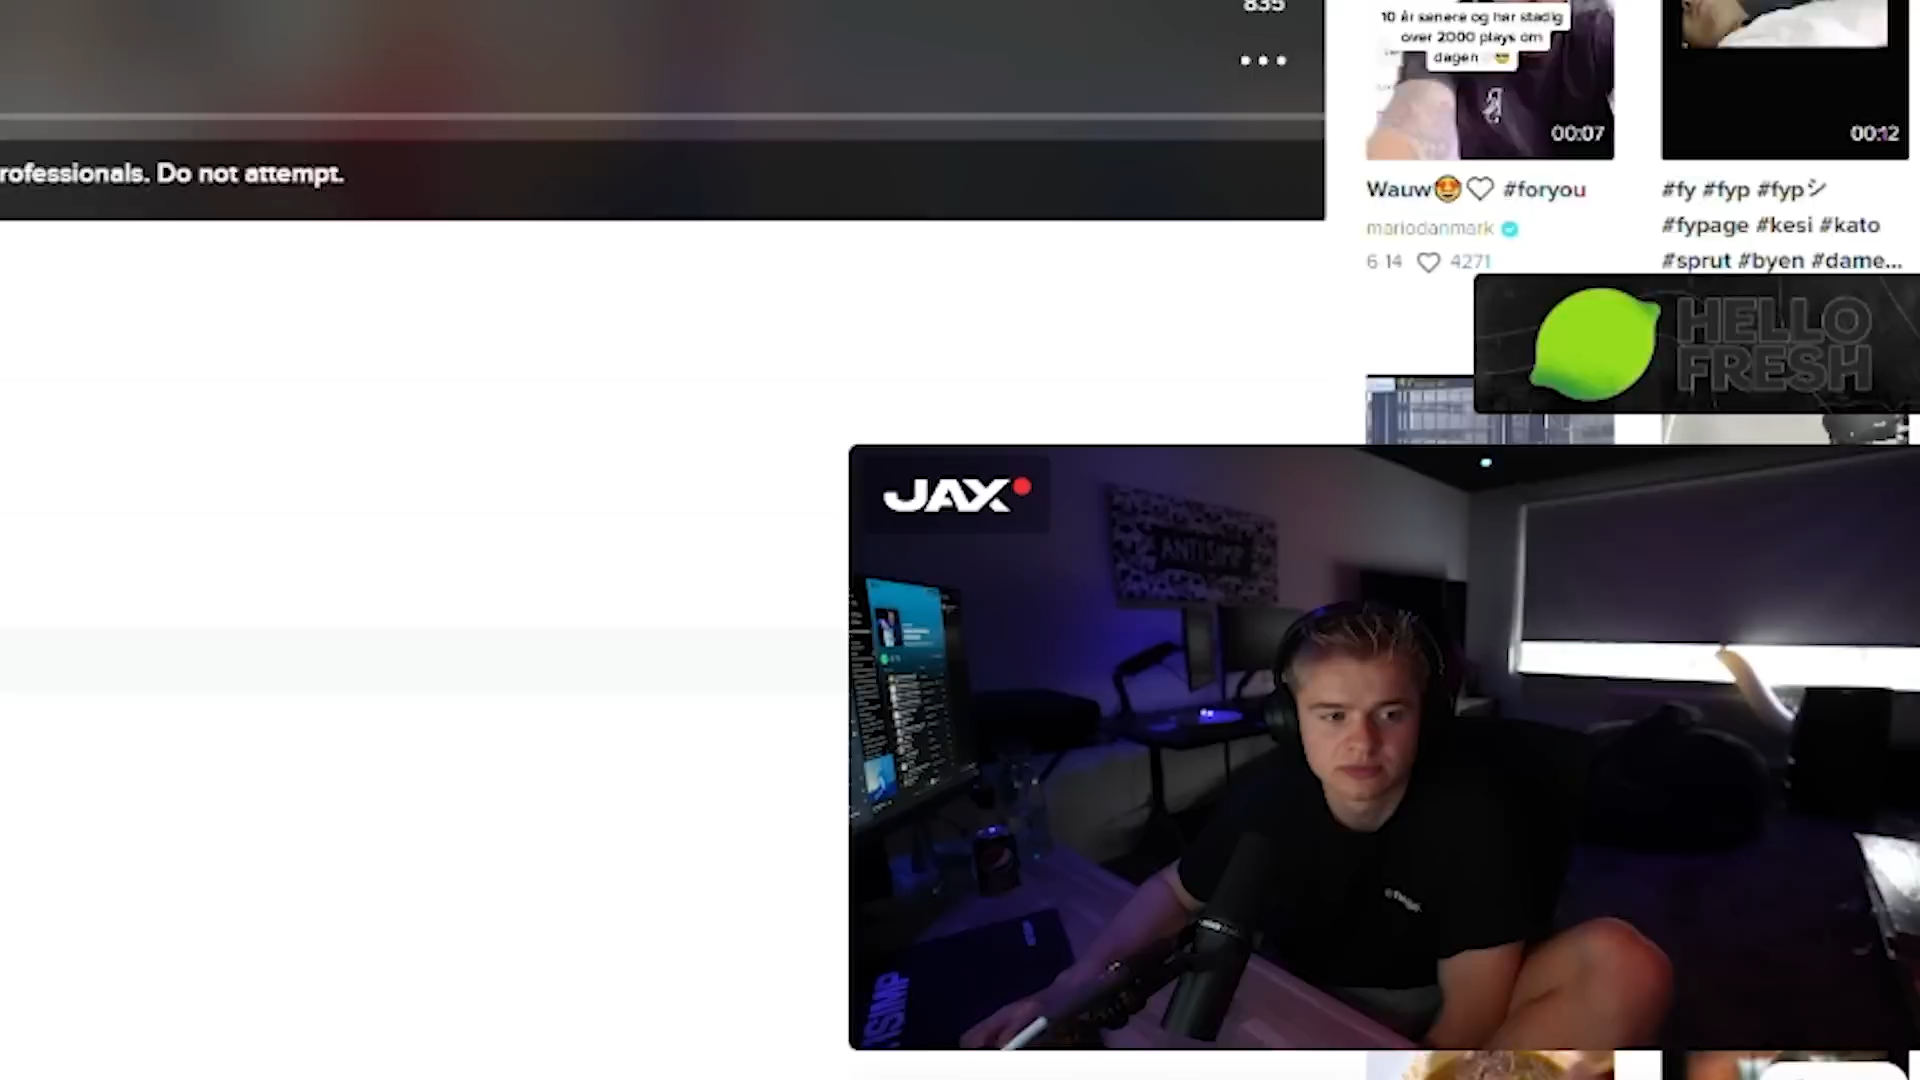 835
rofessionals. Do not attempt.
10 år senere og har stadig
over 2000 plays om
dagen
00:07
00:12
Wauw #foryou
mariodanmark
6-14 4271
#fy #fyp #fypシ
#fypage #kesi #kato
#sprut #byen #dame...
HELLO
FRESH
JAX
ANTISIMP